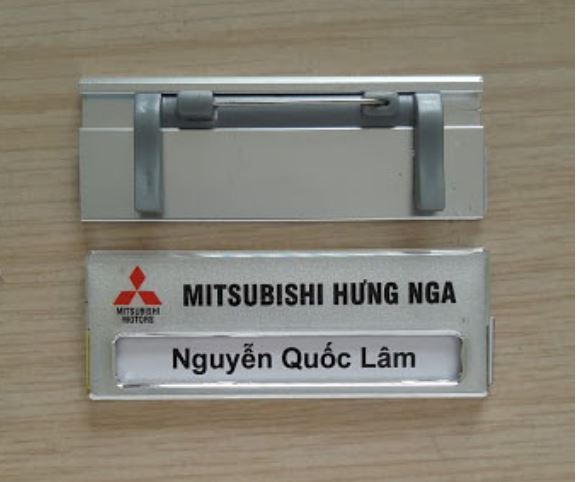 MITSUBISHI HƯNG NGA
MITSUBISHI
MOTORS
Nguyễn Quốc Lâm